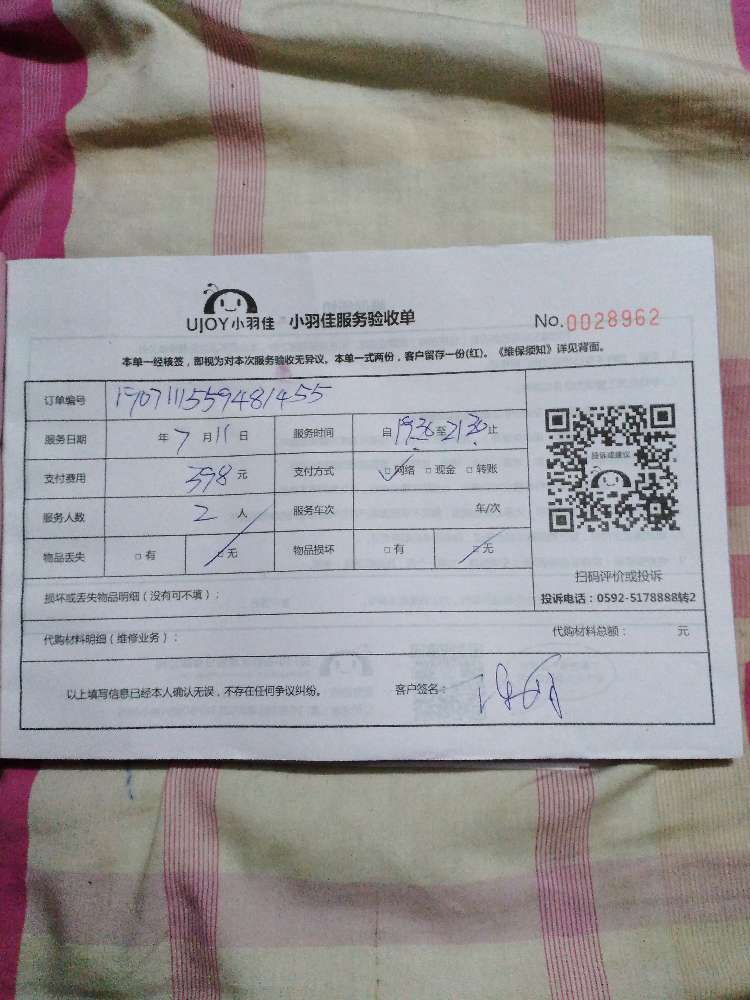 UJOY小羽佳 小羽佳服务验收单 No.0028962
本单一经核签，即视为对本次服务验收无异议。本单一式两份，客户留存一份(红)。《维保须知》详见背面。
订单编号 190711155948​1455
服务日期 年7月11日 服务时间 自1930至2130止
支付费用 398元 支付方式 □网络 □现金 □转账
服务人数 2人 服务车次 车/次
物品丢失 □有 □无 物品损坏 □有 □无
投诉或建议
扫码评价或投诉
投诉电话：0592-5178888转2
损坏或丢失物品明细（没有可不填）：
代购材料明细（维修业务）： 代购材料总额： 元
以上填写信息已经本人确认无误，不存在任何争议纠纷。 客户签名：